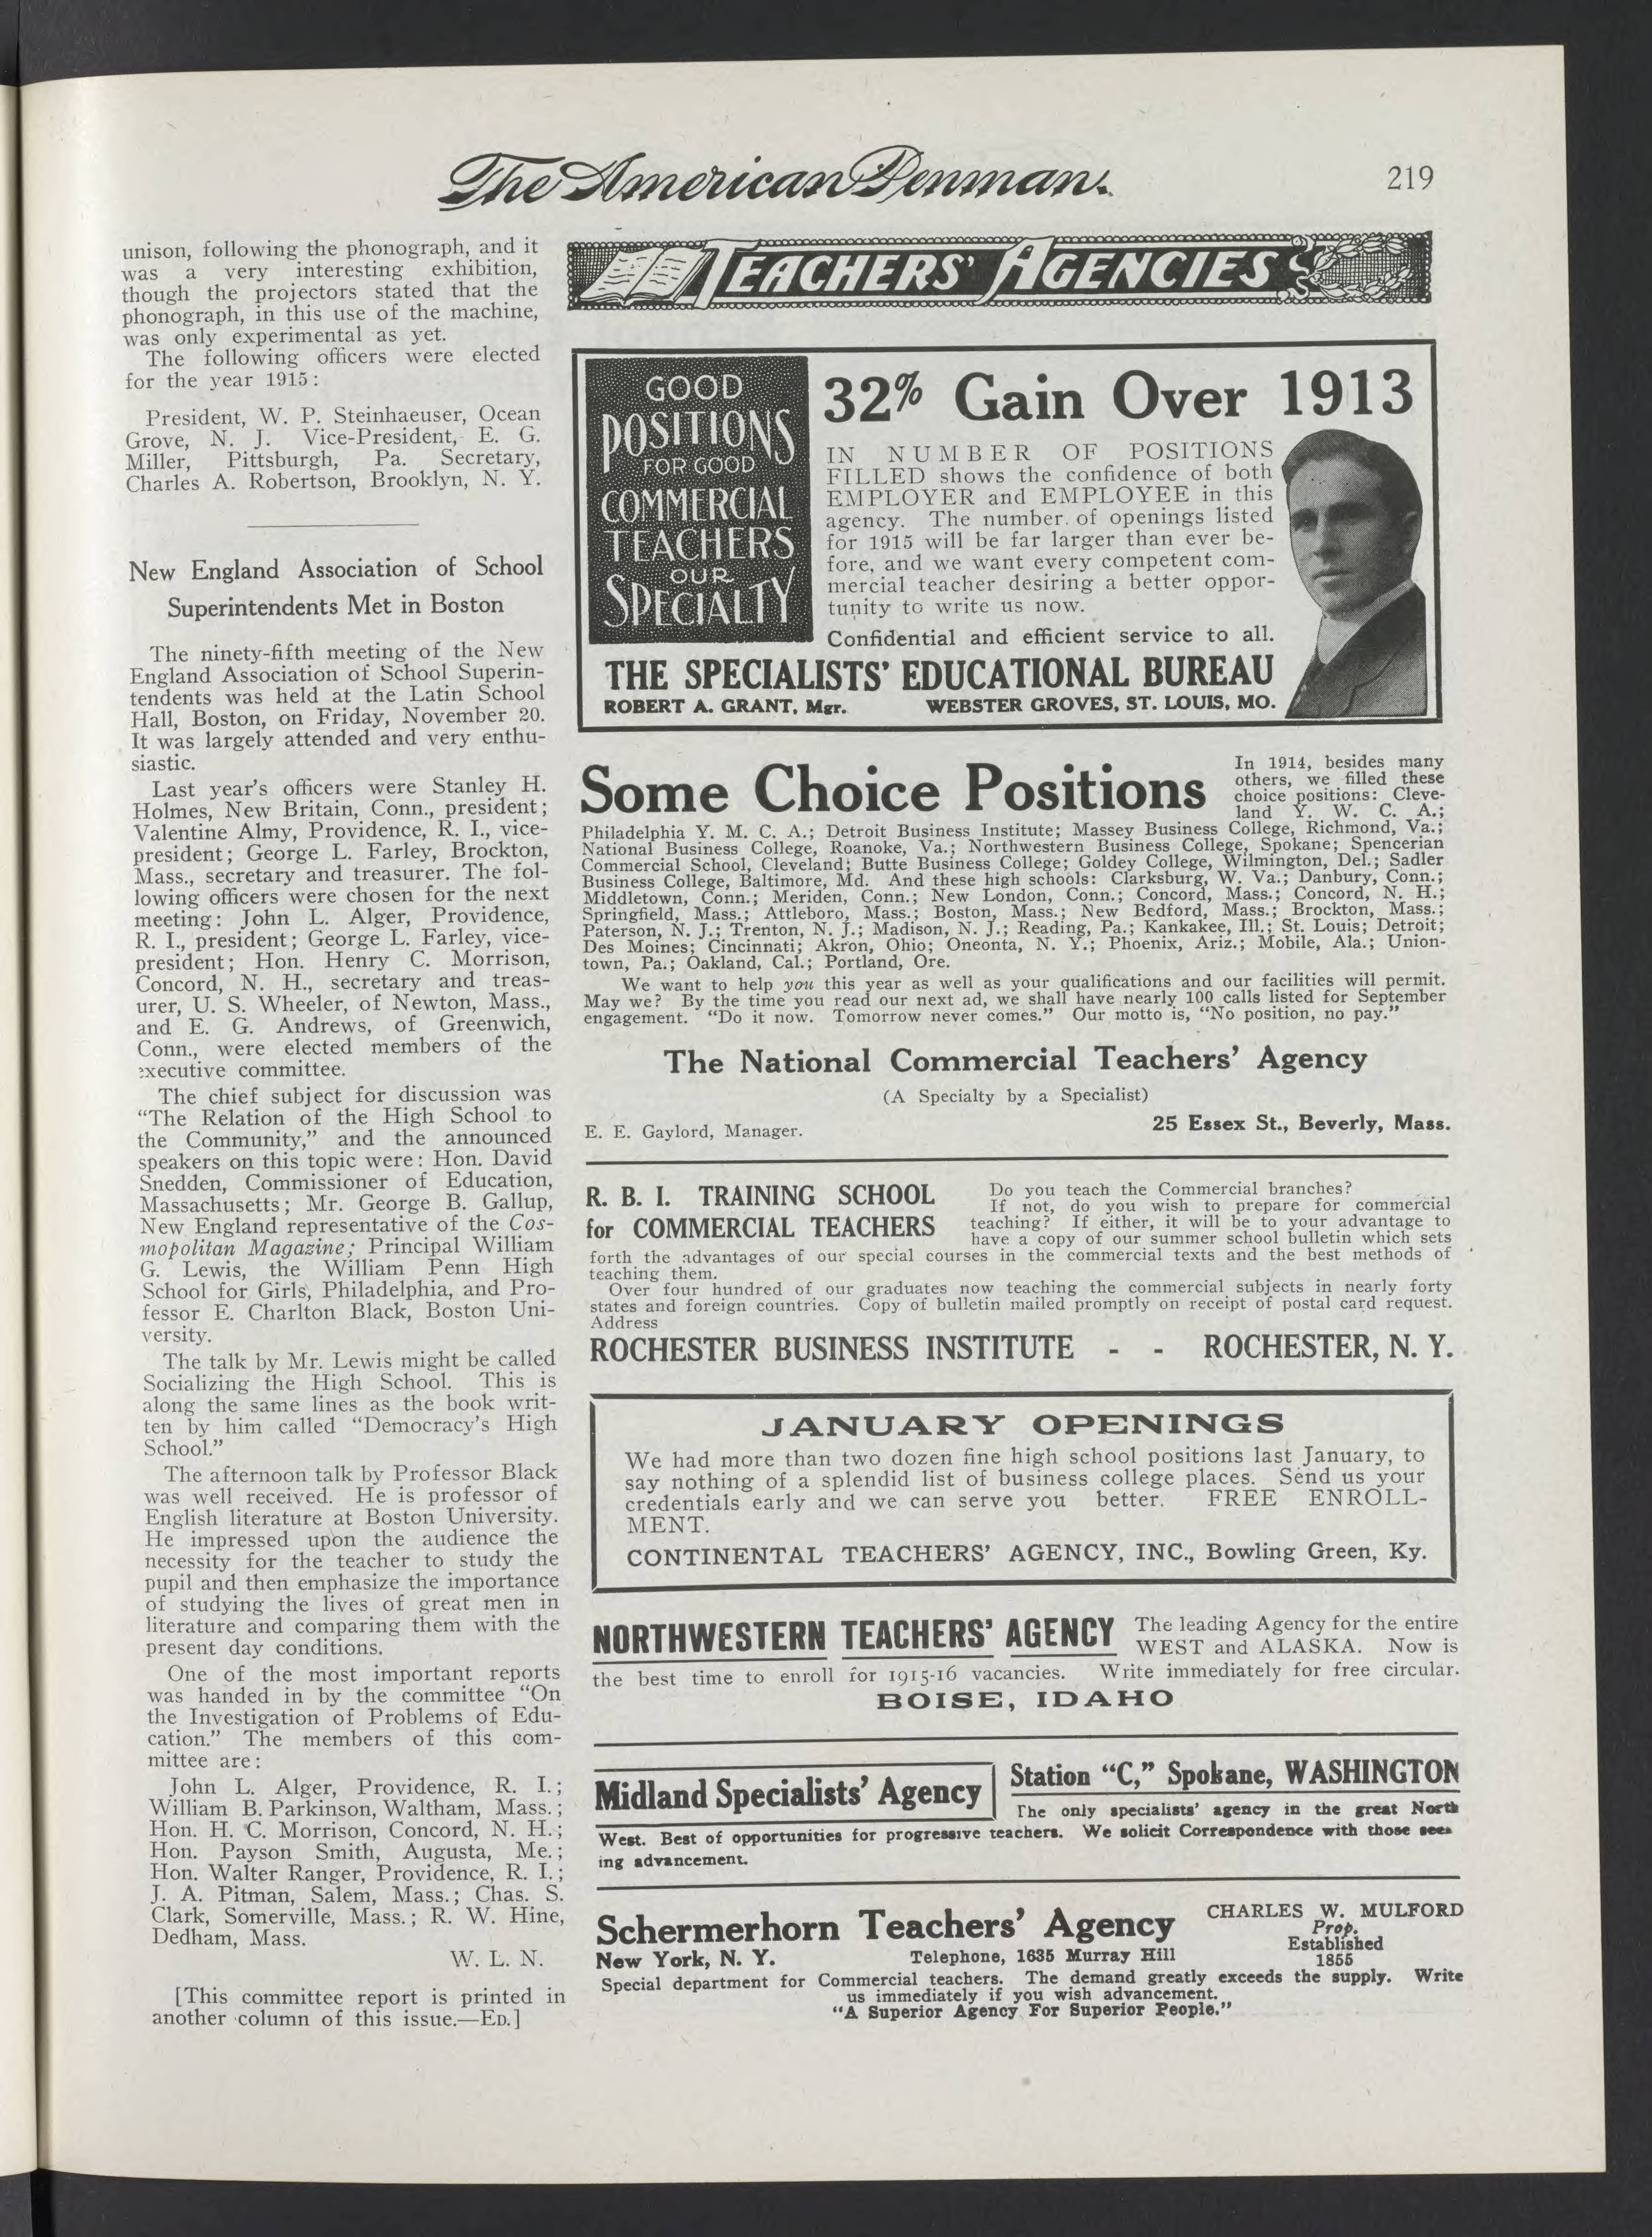 The American Penman.
219
unison, following the phonograph, and it
was a very interesting exhibition,
though the projectors stated that the
phonograph, in this use of the machine,
was only experimental as yet.
The following officers were elected
for the year 1915:
President, W. P. Steinhaeuser, Ocean
Grove, N. J. Vice-President, E. G.
Miller, Pittsburgh, Pa. Secretary,
Charles A. Robertson, Brooklyn, N. Y.
New England Association of School
Superintendents Met in Boston
The ninety-fifth meeting of the New
England Association of School Superin-
tendents was held at the Latin School
Hall, Boston, on Friday, November 20.
It was largely attended and very enthu-
siastic.
Last year's officers were Stanley H.
Holmes, New Britain, Conn., president;
Valentine Almy, Providence, R. I., vice-
president; George L. Farley, Brockton,
Mass., secretary and treasurer. The fol-
lowing officers were chosen for the next
meeting: John L. Alger, Providence,
R. I., president; George L. Farley, vice-
president; Hon. Henry C. Morrison,
Concord, N. H., secretary and treas-
urer, U. S. Wheeler, of Newton, Mass.,
and E. G. Andrews, of Greenwich,
Conn., were elected members of the
executive committee.
The chief subject for discussion was
"The Relation of the High School to
the Community," and the announced
speakers on this topic were: Hon. David
Snedden, Commissioner of Education,
Massachusetts; Mr. George B. Gallup,
New England representative of the Cos-
mopolitan Magazine; Principal William
G. Lewis, the William Penn High
School for Girls, Philadelphia, and Pro-
fessor E. Charlton Black, Boston Uni-
versity.
The talk by Mr. Lewis might be called
Socializing the High School. This is
along the same lines as the book writ-
ten by him called "Democracy's High
School."
The afternoon talk by Professor Black
was well received. He is professor of
English literature at Boston University.
He impressed upon the audience the
necessity for the teacher to study the
pupil and then emphasize the importance
of studying the lives of great men in
literature and comparing them with the
present day conditions.
One of the most important reports
was handed in by the committee "On
the Investigation of Problems of Edu-
cation." The members of this com-
mittee are:
John L. Alger, Providence, R. I.;
William B. Parkinson, Waltham, Mass.;
Hon. H. C. Morrison, Concord, N. H.;
Hon. Payson Smith, Augusta, Me.;
Hon. Walter Ranger, Providence, R. I.;
J. A. Pitman, Salem, Mass.; Chas. S.
Clark, Somerville, Mass.; R. W. Hine,
Dedham, Mass.
W. L. N.
[This committee report is printed in
another column of this issue.—ED.]
TEACHERS' AGENCIES
GOOD
POSITIONS
FOR GOOD
COMMERCIAL
TEACHERS
OUR
SPECIALTY
32% Gain Over 1913
IN NUMBER OF POSITIONS
FILLED shows the confidence of both
EMPLOYER and EMPLOYEE in this
agency. The number of openings listed
for 1915 will be far larger than ever be-
fore, and we want every competent com-
mercial teacher desiring a better oppor-
tunity to write us now.
Confidential and efficient service to all.
THE SPECIALISTS' EDUCATIONAL BUREAU
ROBERT A. GRANT, Mgr. WEBSTER GROVES, ST. LOUIS, MO.
Some Choice Positions
In 1914, besides many
others, we filled these
choice positions: Cleve-
land Y. W. C. A.;
Philadelphia Y. M. C. A.; Detroit Business Institute; Massey Business College, Richmond, Va.;
National Business College, Roanoke, Va.; Northwestern Business College, Spokane; Spencerian
Commercial School, Cleveland; Butte Business College; Goldey College, Wilmington, Del.; Sadler
Business College, Baltimore, Md. And these high schools: Clarksburg, W. Va.; Danbury, Conn.;
Middletown, Conn.; Meriden, Conn.; New London, Conn.; Concord, Mass.; Concord, N. H.;
Springfield, Mass.; Attleboro, Mass.; Boston, Mass.; New Bedford, Mass.; Brockton, Mass.;
Paterson, N. J.; Trenton, N. J.; Madison, N. J.; Reading, Pa.; Kankakee, Ill.; St. Louis; Detroit;
Des Moines; Cincinnati; Akron, Ohio; Oneonta, N. Y.; Phoenix, Ariz.; Mobile, Ala.; Union-
town, Pa.; Oakland, Cal.; Portland, Ore.
We want to help you this year as well as your qualifications and our facilities will permit.
May we? By the time you read our next ad, we shall have nearly 100 calls listed for September
engagement. "Do it now. Tomorrow never comes." Our motto is, "No position, no pay."
The National Commercial Teachers' Agency
(A Specialty by a Specialist)
E. E. Gaylord, Manager. 25 Essex St., Beverly, Mass.
R. B. I. TRAINING SCHOOL
for COMMERCIAL TEACHERS
Do you teach the Commercial branches?
If not, do you wish to prepare for commercial
teaching? If either, it will be to your advantage to
have a copy of our summer school bulletin which sets
forth the advantages of our special courses in the commercial texts and the best methods of
teaching them.
Over four hundred of our graduates now teaching the commercial subjects in nearly forty
states and foreign countries. Copy of bulletin mailed promptly on receipt of postal card request.
Address
ROCHESTER BUSINESS INSTITUTE - - ROCHESTER, N. Y.
JANUARY OPENINGS
We had more than two dozen fine high school positions last January, to
say nothing of a splendid list of business college places. Send us your
credentials early and we can serve you better. FREE ENROLL-
MENT.
CONTINENTAL TEACHERS' AGENCY, INC., Bowling Green, Ky.
NORTHWESTERN TEACHERS' AGENCY
The leading Agency for the entire
WEST and ALASKA. Now is
the best time to enroll for 1915-16 vacancies. Write immediately for free circular.
BOISE, IDAHO
Midland Specialists' Agency
Station "C," Spokane, WASHINGTON
The only specialists' agency in the great North
West. Best of opportunities for progressive teachers. We solicit Correspondence with those seek
ing advancement.
Schermerhorn Teachers' Agency
New York, N. Y. Telephone, 1635 Murray Hill
CHARLES W. MULFORD
Prop.
Established
1855
Special department for Commercial teachers. The demand greatly exceeds the supply. Write
us immediately if you wish advancement.
"A Superior Agency For Superior People."